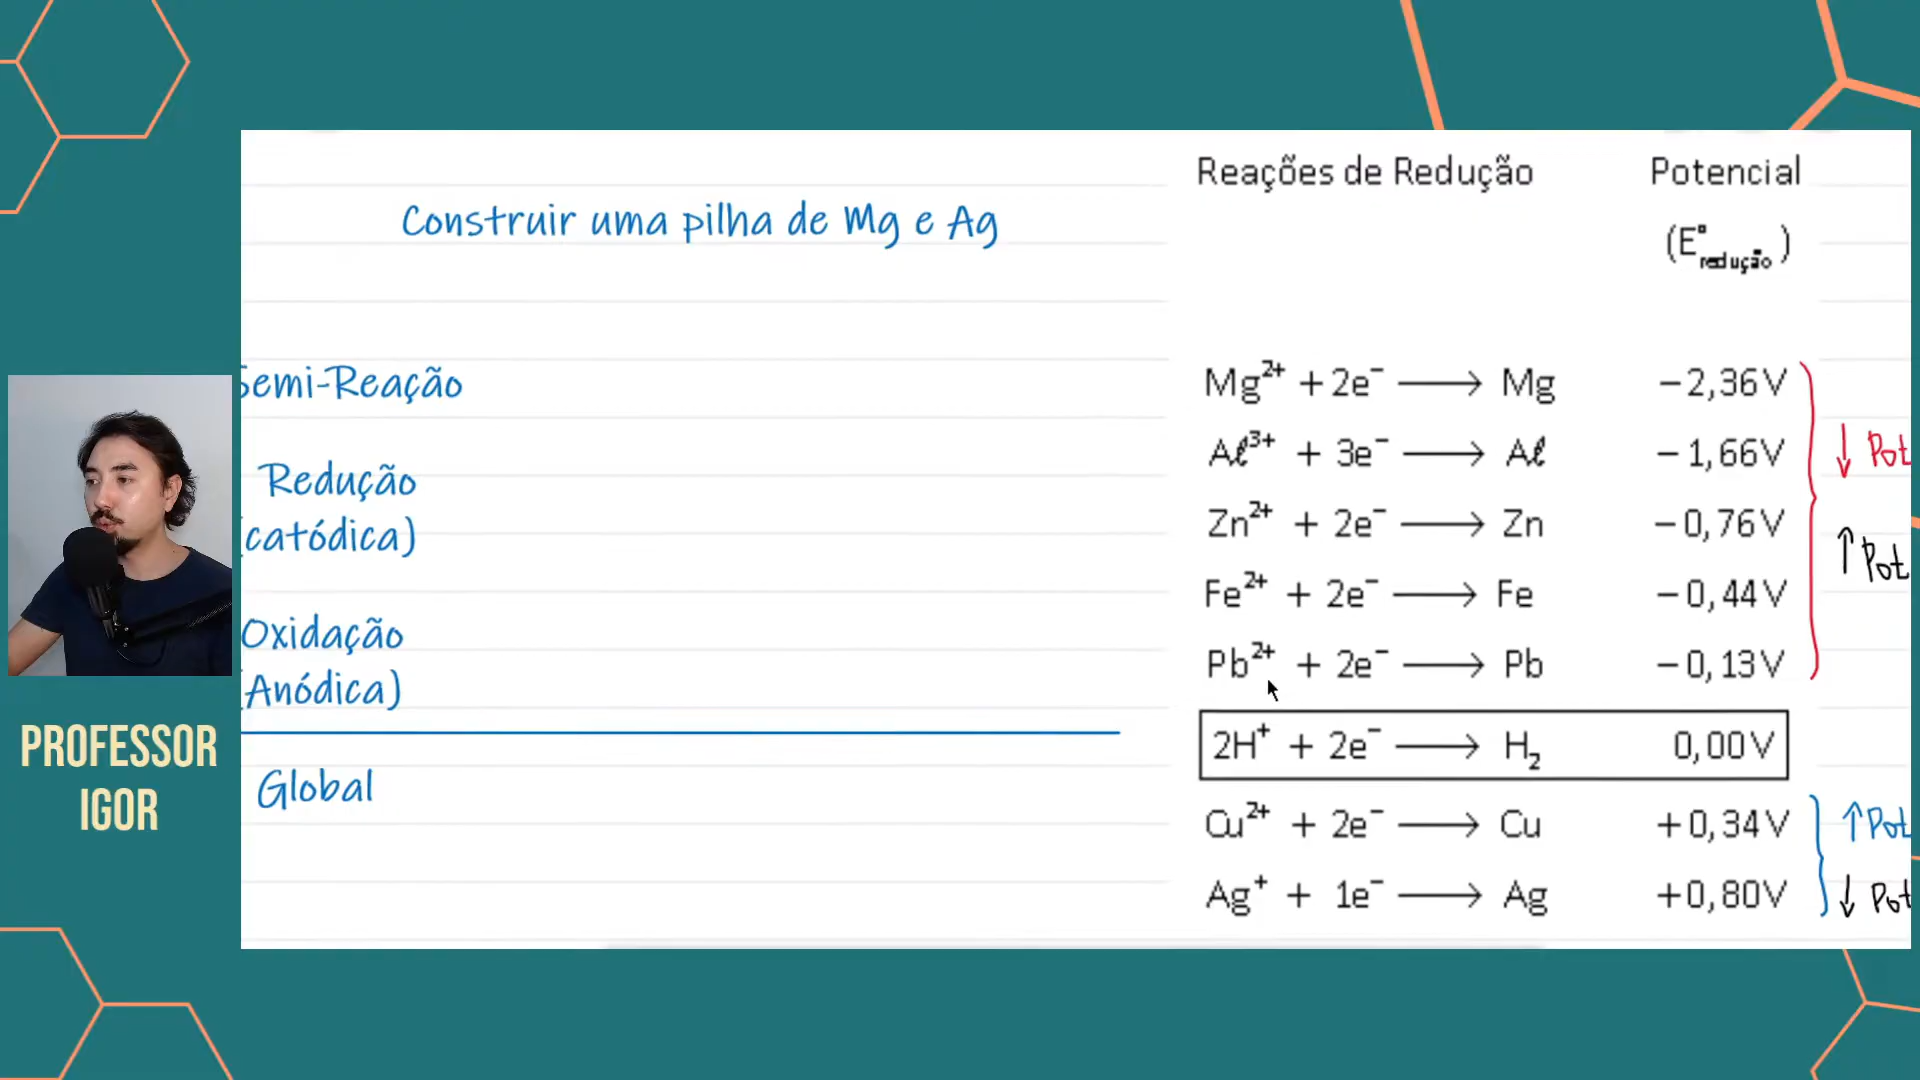 Construir uma pilha de Mg e Ag
Semi-Reação
Redução
(catódica)
Oxidação
(Anódica)
Global
Reações de Redução Potencial
(E°redução)
Mg²⁺ + 2e⁻ ⟶ Mg −2,36V
Aℓ³⁺ + 3e⁻ ⟶ Aℓ −1,66V
Zn²⁺ + 2e⁻ ⟶ Zn −0,76V
Fe²⁺ + 2e⁻ ⟶ Fe −0,44V
Pb²⁺ + 2e⁻ ⟶ Pb −0,13V
2H⁺ + 2e⁻ ⟶ H₂ 0,00V
Cu²⁺ + 2e⁻ ⟶ Cu +0,34V
Ag⁺ + 1e⁻ ⟶ Ag +0,80V
↓ Pot
↑ Pot
↑ Pot
↓ Pot
PROFESSOR
IGOR